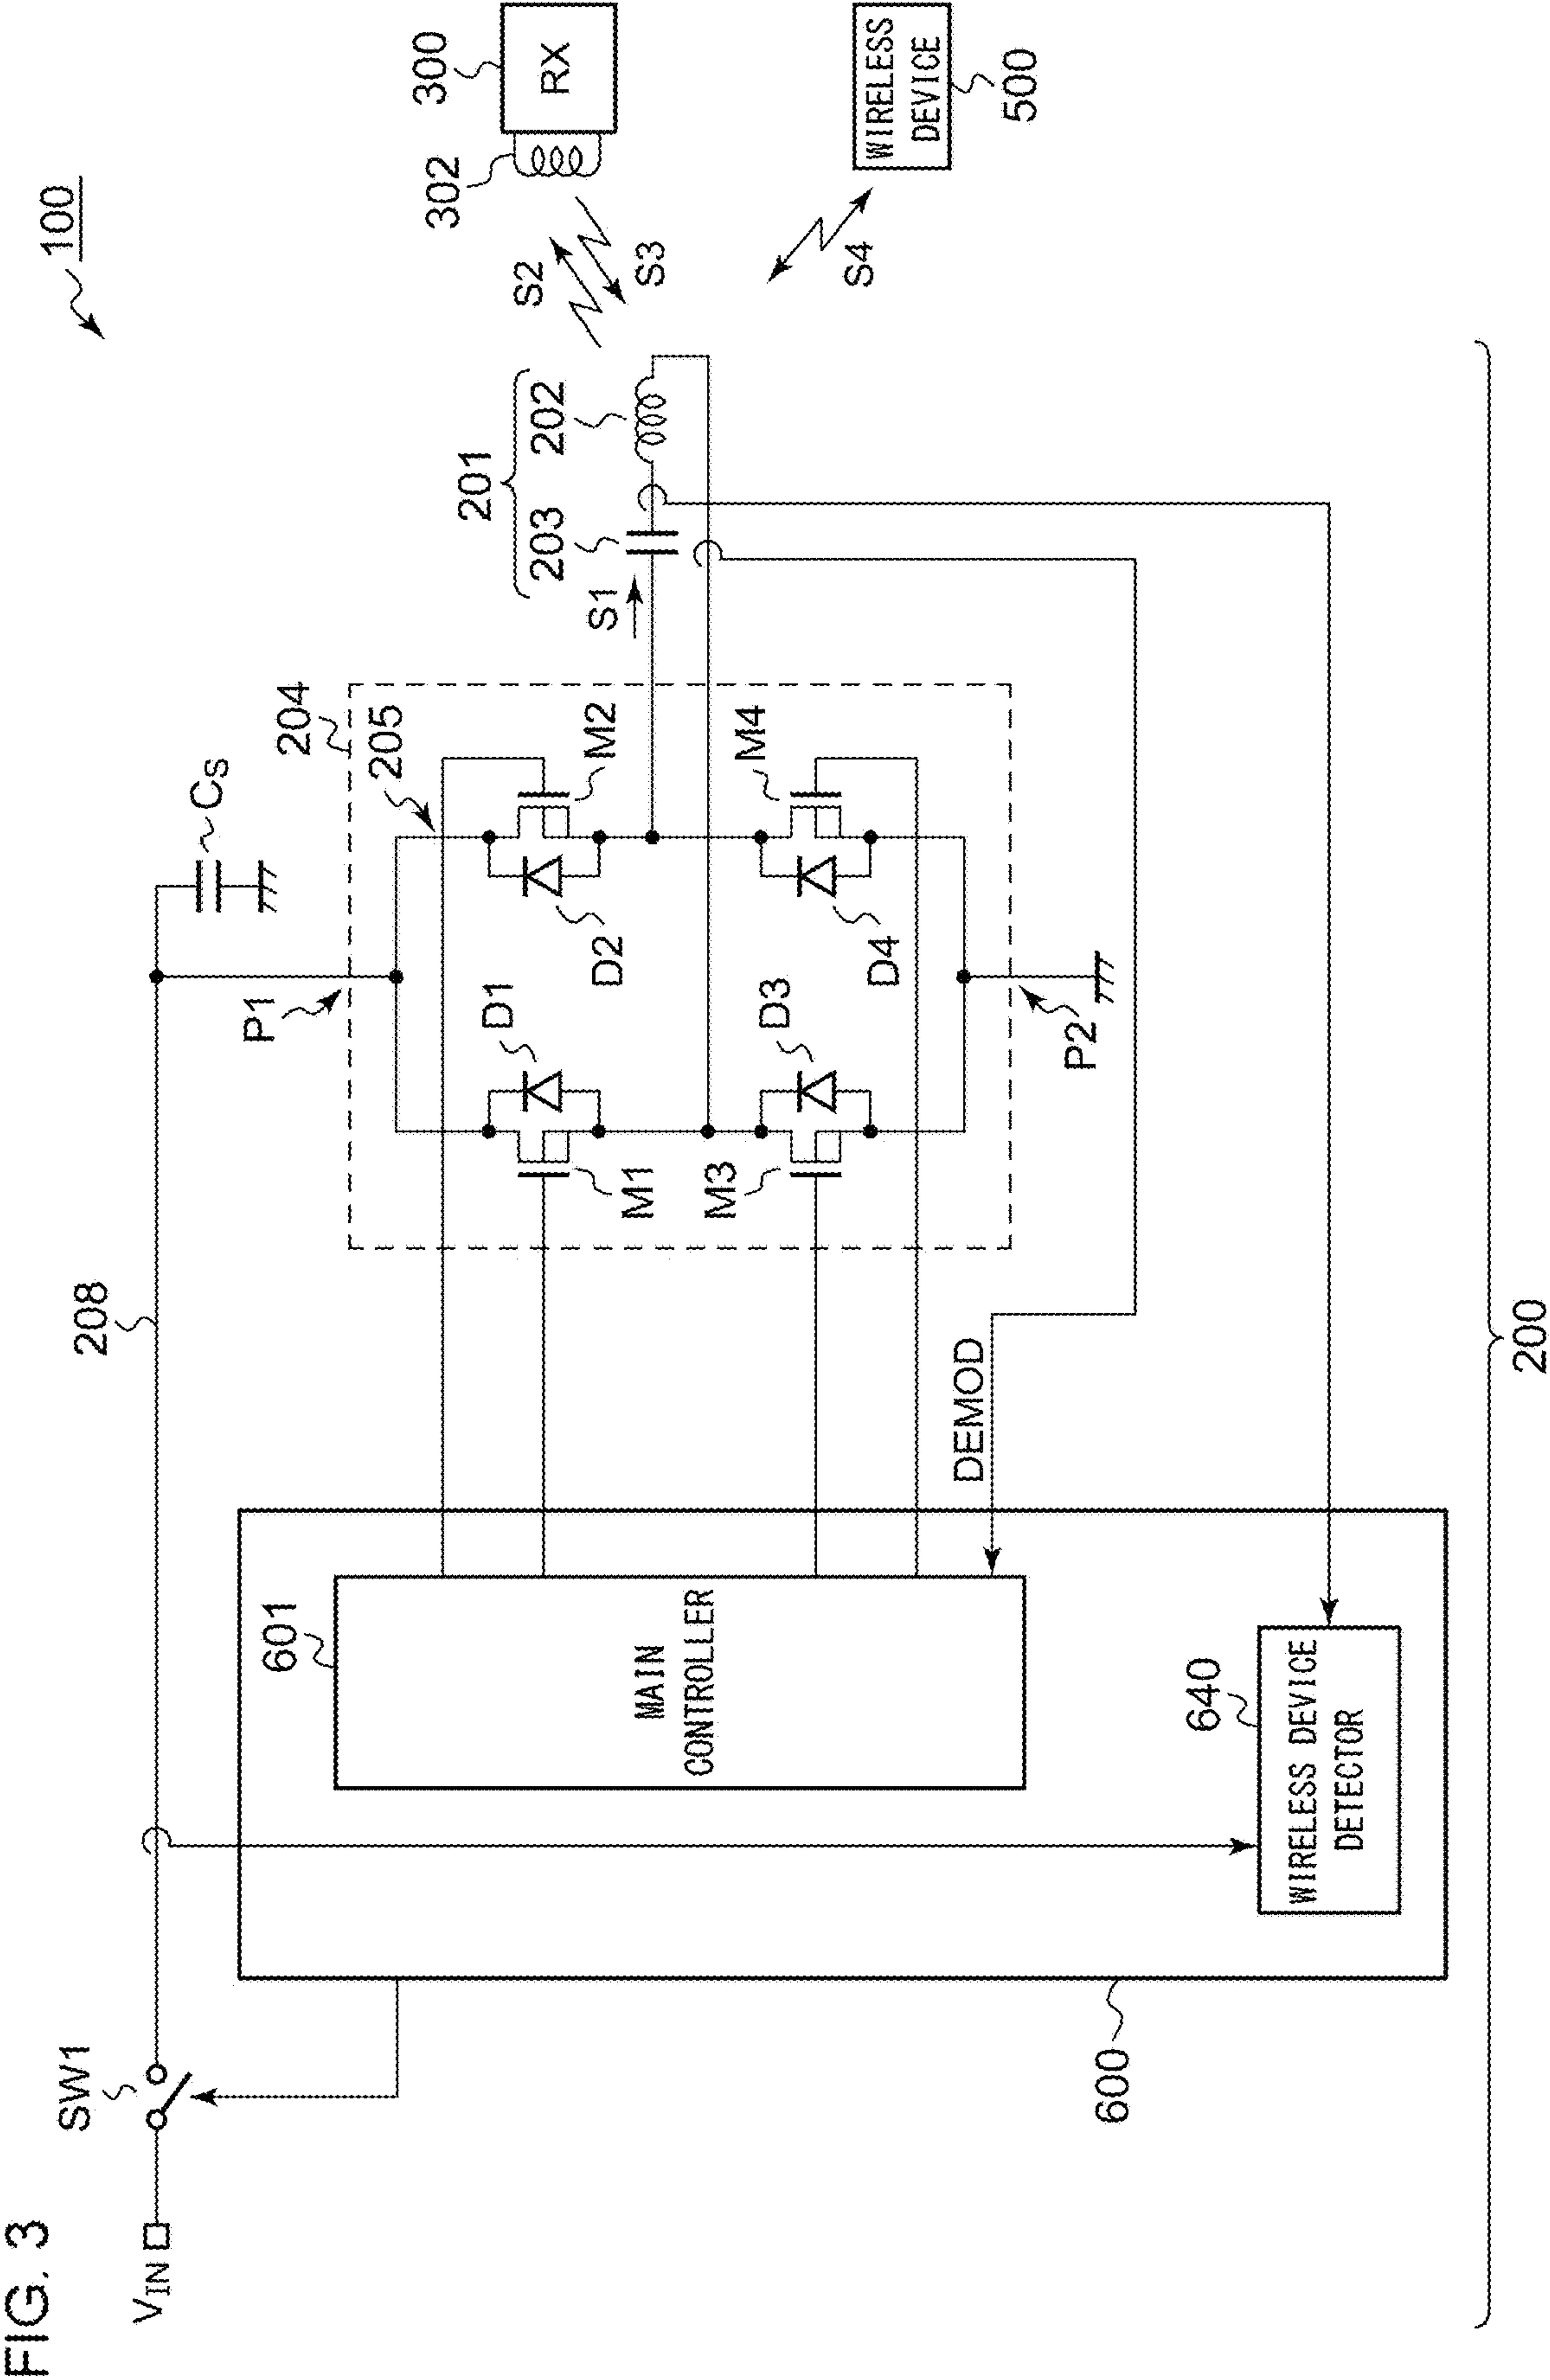 FIG. 3
100
VIN
SW1
208
CS
P1
204
205
M2
D2
D1
M1
M4
D4
D3
M3
P2
S1
201
203
202
S2
S3
302
300
RX
S4
WIRELESS
DEVICE
500
601
MAIN
CONTROLLER
DEMOD
640
WIRELESS DEVICE
DETECTOR
600
200